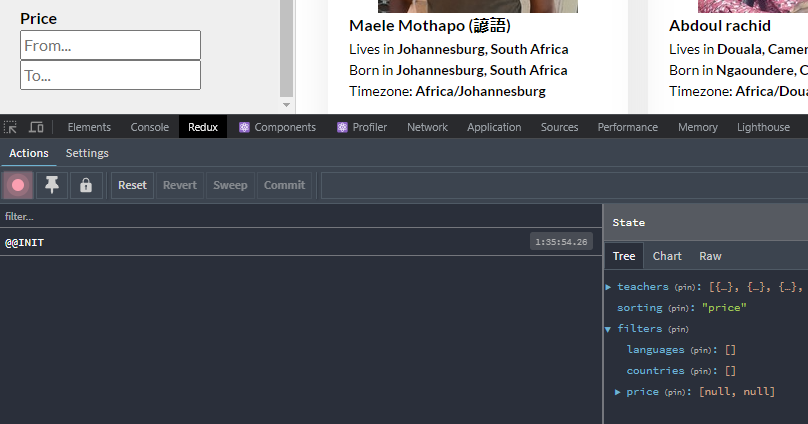 Price
From...
To...
Maele Mothapo (諺語)
Lives in Johannesburg, South Africa
Born in Johannesburg, South Africa
Timezone: Africa/Johannesburg
Abdoul rachid
Lives in Douala, Camer
Born in Ngaoundere, C
Timezone: Africa/Doua
Elements Console Redux Components Profiler Network Application Sources Performance Memory Lighthouse
Actions Settings
Reset Revert Sweep Commit
filter...
@@INIT 1:35:54.26
State
Tree Chart Raw
teachers (pin): [{…}, {…}, {…},
sorting (pin): "price"
filters (pin)
languages (pin): []
countries (pin): []
price (pin): [null, null]